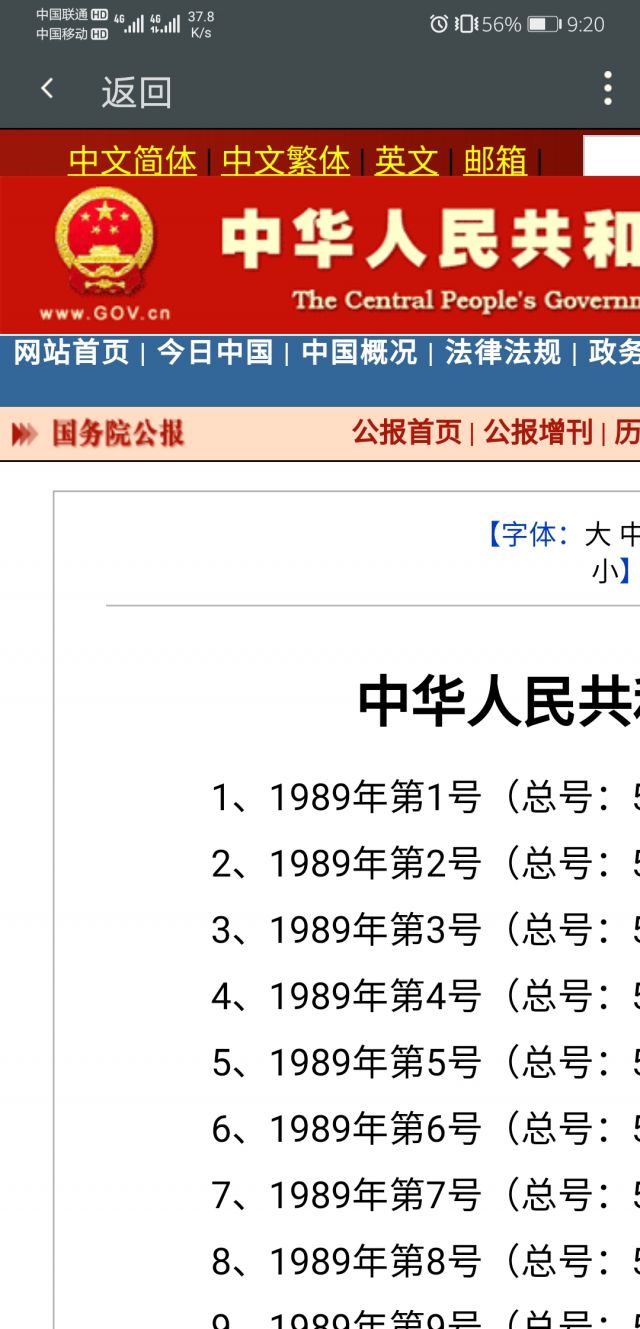 中国联通 HD 4G 4G 37.8
中国移动 HD K/s
56% 9:20
返回
中文简体 | 中文繁体 | 英文 | 邮箱 |
中华人民共和
www.GOV.cn
The Central People's Governm
网站首页 | 今日中国 | 中国概况 | 法律法规 | 政务
国务院公报
公报首页 | 公报增刊 | 历
【字体：大 中
小】
中华人民共和
1、1989年第1号（总号：5
2、1989年第2号（总号：5
3、1989年第3号（总号：5
4、1989年第4号（总号：5
5、1989年第5号（总号：5
6、1989年第6号（总号：5
7、1989年第7号（总号：5
8、1989年第8号（总号：5
9、1989年第9号（总号：5